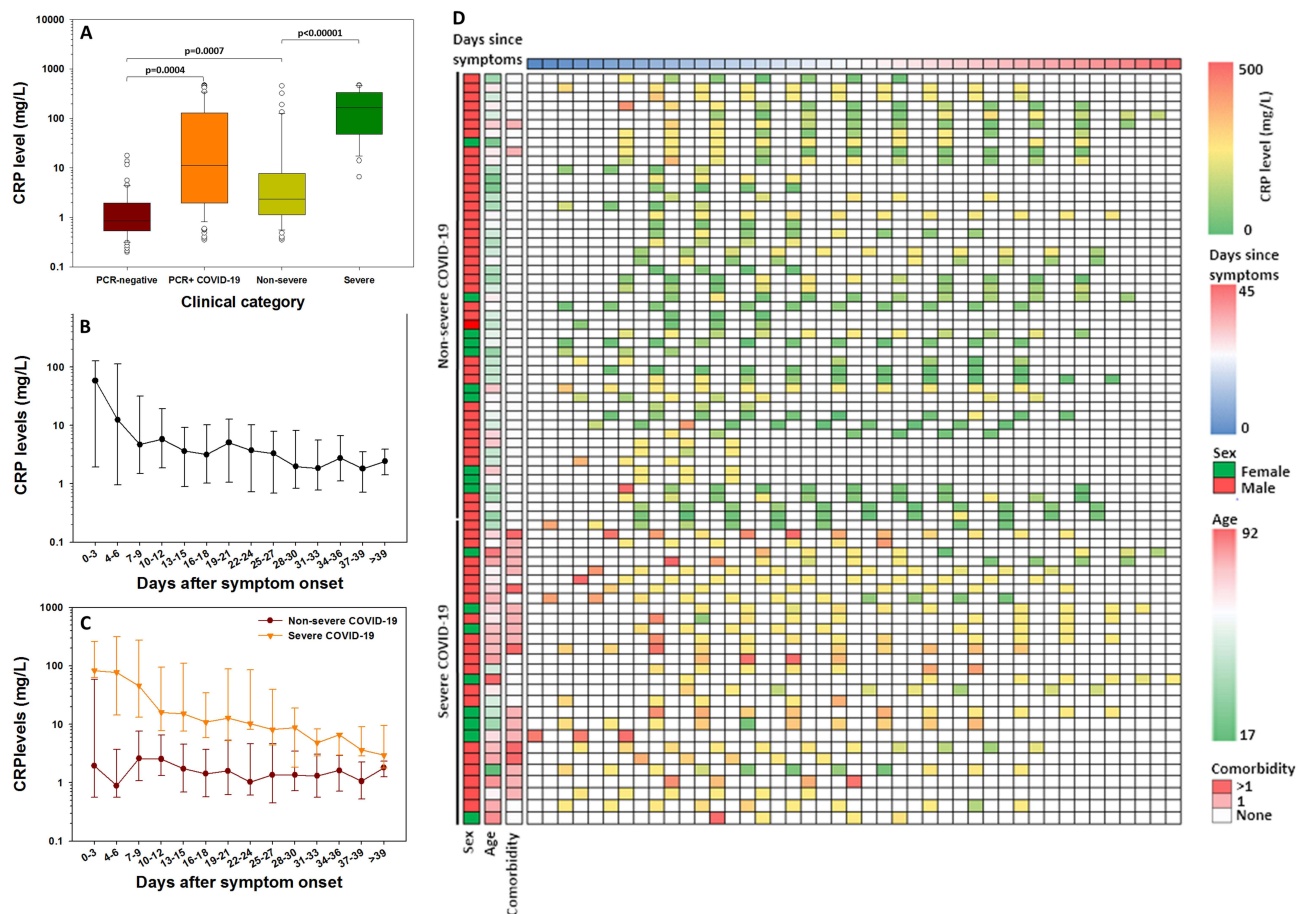 A
CRP level (mg/L)
10000
1000
100
10
1
0.1
p<0.00001
p=0.0007
p=0.0004
PCR-negative
PCR+ COVID-19
Non-severe
Severe
Clinical category
B
CRP levels (mg/L)
100
10
1
0.1
0-3
4-6
7-9
10-12
13-15
16-18
19-21
22-24
25-27
28-30
31-33
34-36
37-39
>39
Days after symptom onset
C
CRPlevels (mg/L)
1000
100
10
1
0.1
Non-severe COVID-19
Severe COVID-19
0-3
4-6
7-9
10-12
13-15
16-18
19-21
22-24
25-27
28-30
31-33
34-36
37-39
>39
Days after symptom onset
D
Days since
symptoms
Non-severe COVID-19
Severe COVID-19
Sex
Age
Comorbidity
500
CRP level (mg/L)
0
Days since
symptoms
45
0
Sex
Female
Male
Age
92
17
Comorbidity
>1
1
None